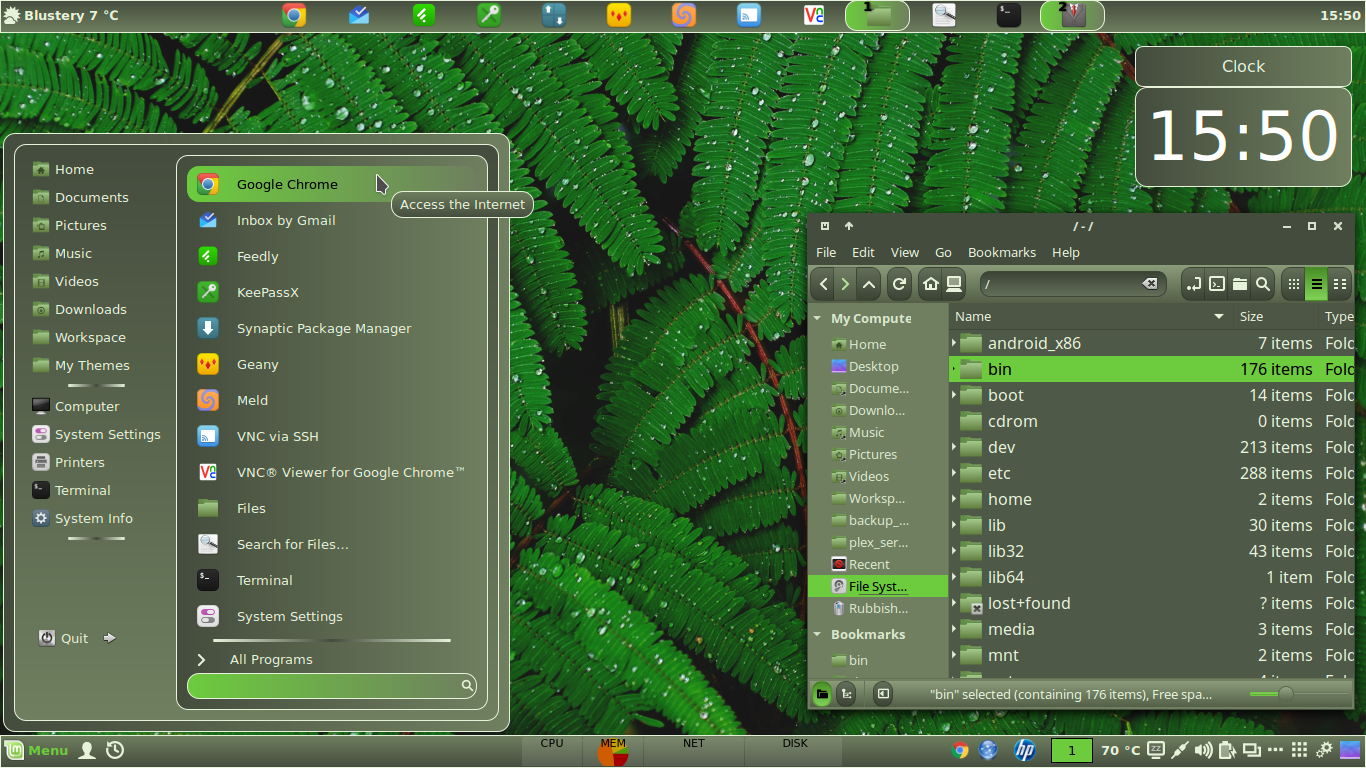 Blustery 7 °C
1
2
15:50
Clock
15:50
Home
Documents
Pictures
Music
Videos
Downloads
Workspace
My Themes
Computer
System Settings
Printers
Terminal
System Info
Quit
Google Chrome
Access the Internet
Inbox by Gmail
Feedly
KeePassX
Synaptic Package Manager
Geany
Meld
VNC via SSH
VNC® Viewer for Google Chrome™
Files
Search for Files...
Terminal
System Settings
All Programs
/ - /
File Edit View Go Bookmarks Help
/
My Compute
Home
Desktop
Docume...
Downlo...
Music
Pictures
Videos
Worksp...
backup_...
plex_ser...
Recent
File Syst...
Rubbish...
Bookmarks
bin
Name Size Type
android_x86 7 items Fold
bin 176 items Fold
boot 14 items Fold
cdrom 0 items Fold
dev 213 items Fold
etc 288 items Fold
home 2 items Fold
lib 30 items Fold
lib32 43 items Fold
lib64 1 item Fold
lost+found ? items Fold
media 3 items Fold
mnt 2 items Fold
"bin" selected (containing 176 items), Free spa...
Menu
CPU MEM NET DISK
hp
1
70 °C